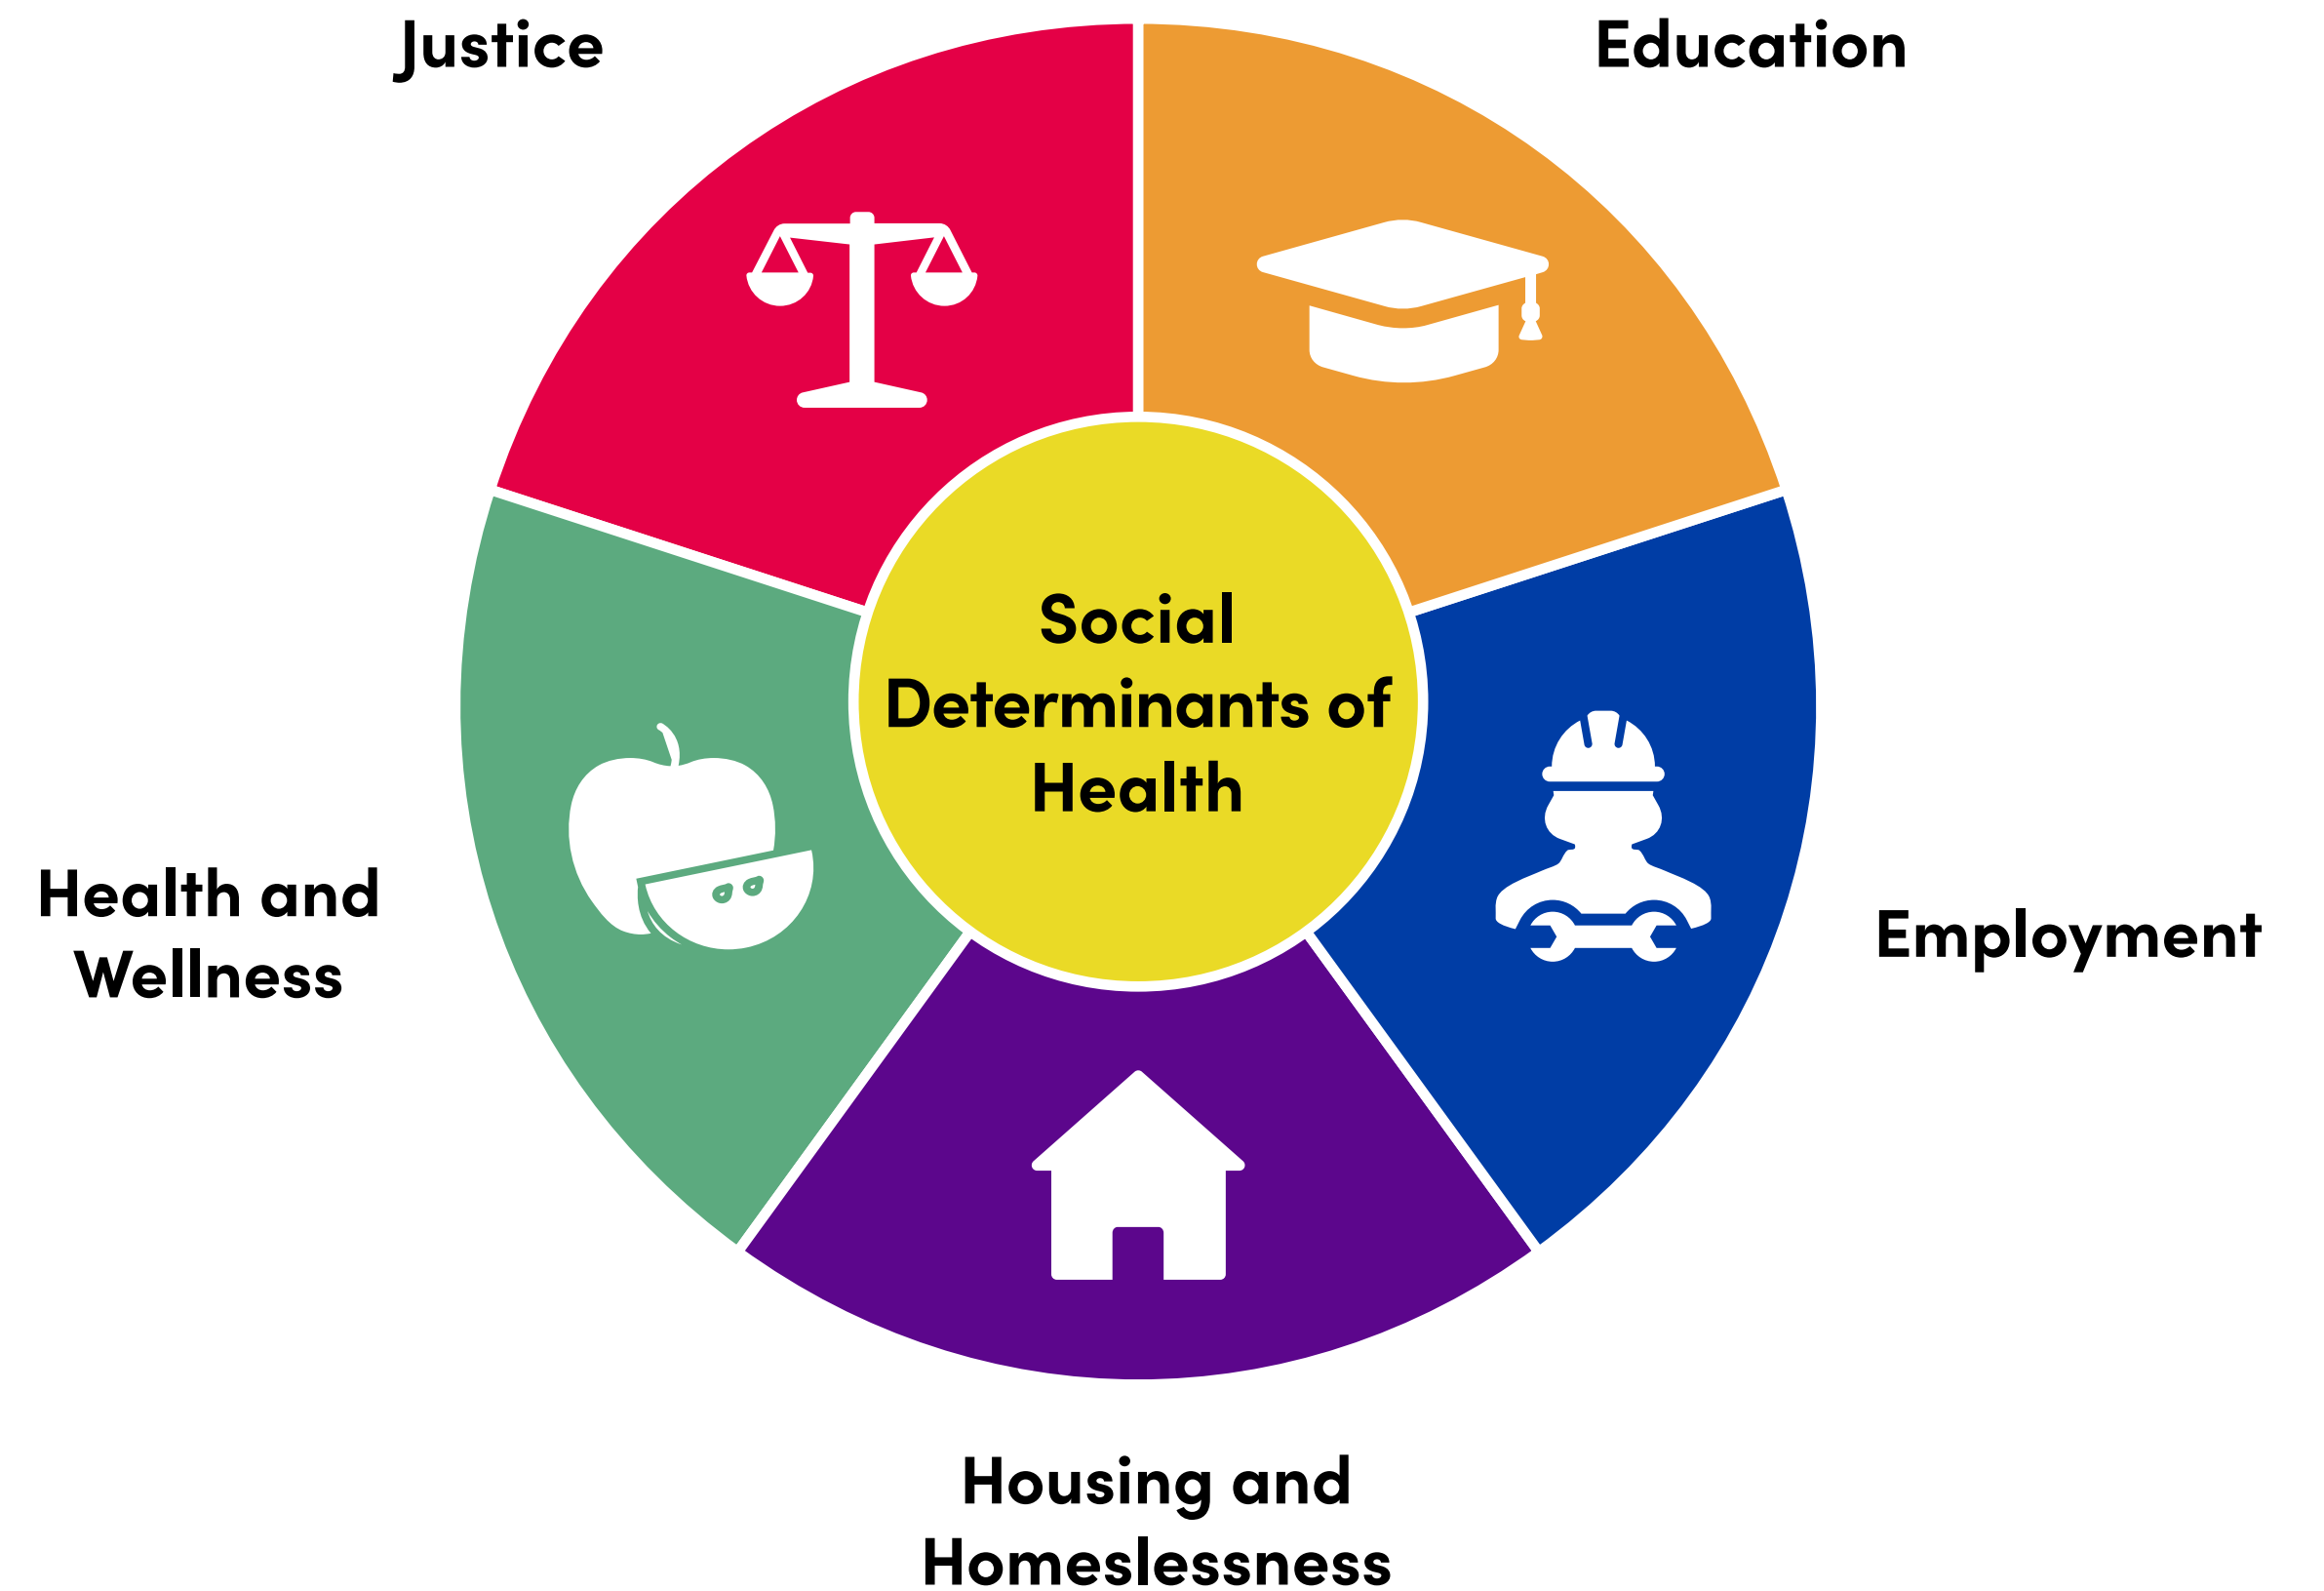 Justice
Education
Social
Determinants of
Health
Health and
Wellness
Employment
Housing and
Homeslessness